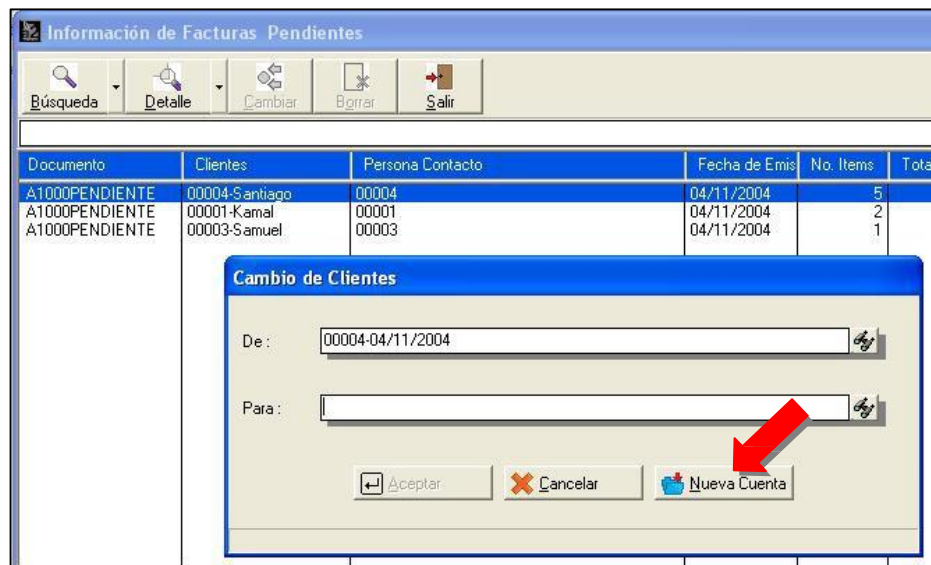 Información de Facturas Pendientes
Búsqueda Detalle Cambiar Borrar Salir
Documento Clientes Persona Contacto Fecha de Emis No. Items Tota
A1000PENDIENTE 00004-Santiago 00004 04/11/2004 5
A1000PENDIENTE 00001-Kamal 00001 04/11/2004 2
A1000PENDIENTE 00003-Samuel 00003 04/11/2004 1
Cambio de Clientes
De : 00004-04/11/2004
Para :
Aceptar Cancelar Nueva Cuenta